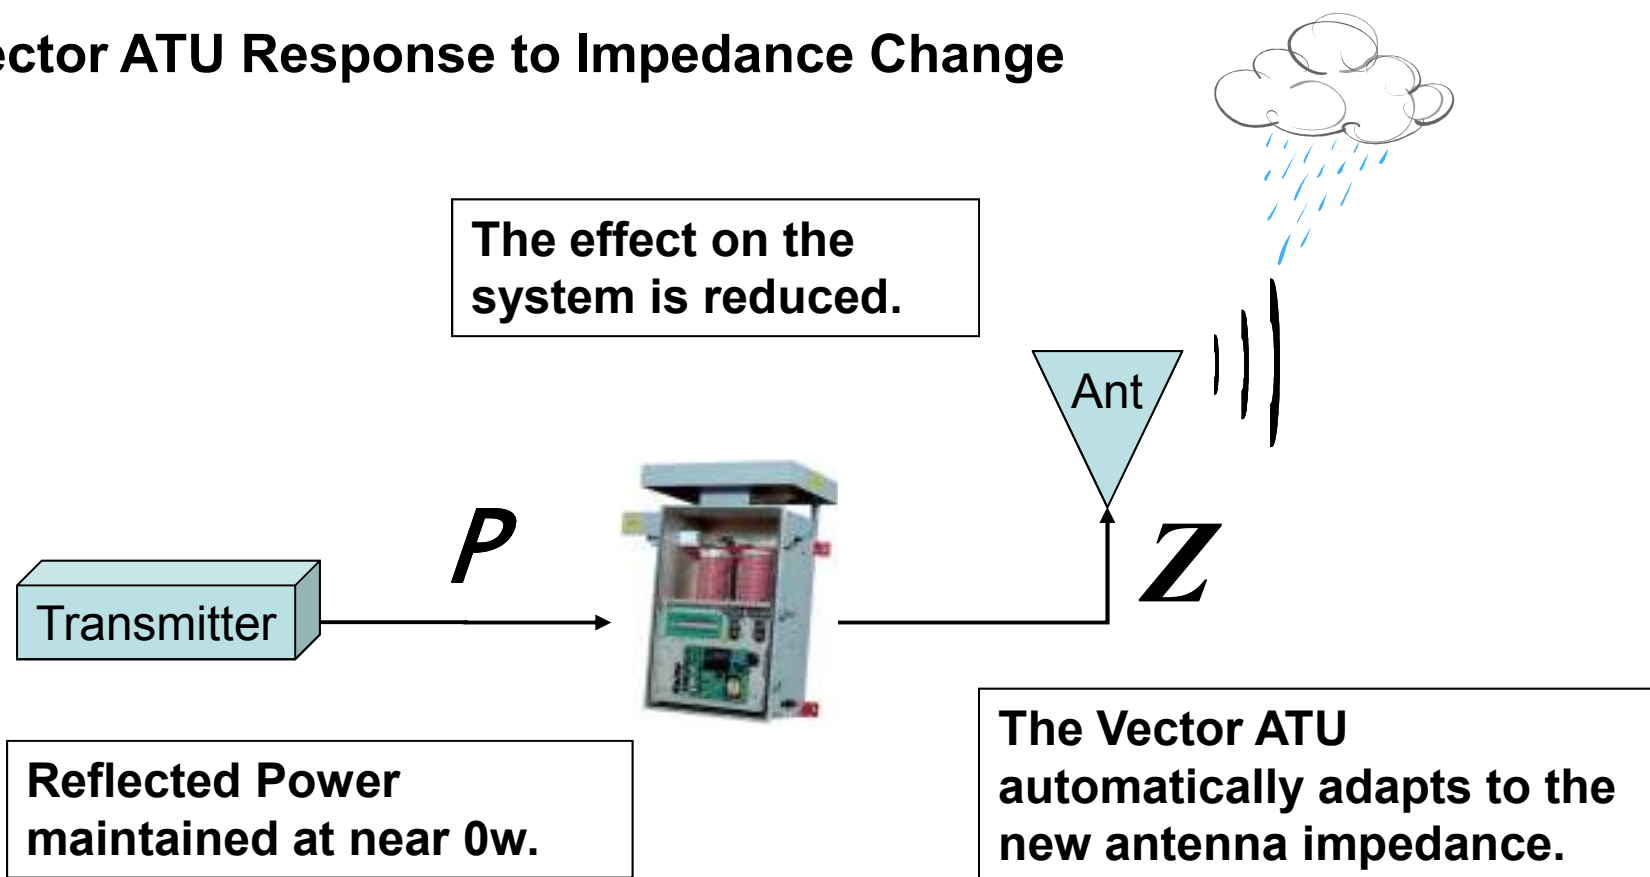 ector ATU Response to Impedance Change
The effect on the
system is reduced.
Ant
P
Z
Transmitter
Reflected Power
maintained at near 0w.
The Vector ATU
automatically adapts to the
new antenna impedance.